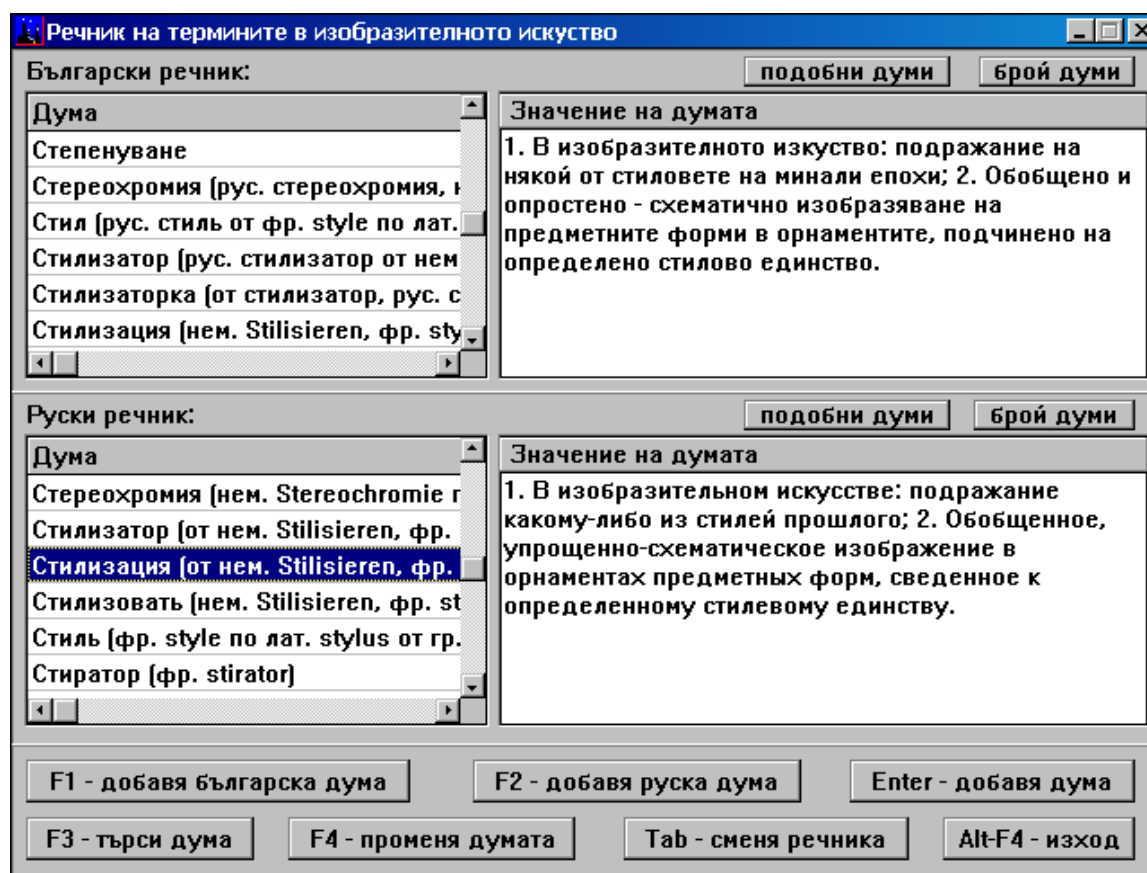 Речник на термините в изобразителното искуство
Български речник:
подобни думи
брой думи
Дума
Степенуване
Стереохромия (рус. стереохромия,
Стил (рус. стиль от фр. style по лат.
Стилизатор (рус. стилизатор от нем
Стилизаторка (от стилизатор, рус. с
Стилизация (нем. Stilisieren, фр. sty
Значение на думата
1. В изобразителното изкуство: подражание на
някой от стиловете на минали епохи; 2. Обобщено и
опростено - схематично изобразяване на
предметните форми в орнаментите, подчинено на
определено стилово единство.
Руски речник:
подобни думи
брой думи
Дума
Стереохромия (нем. Stereochromie
Стилизатор (от нем. Stilisieren, фр.
Стилизация (от нем. Stilisieren, фр.
Стилизовать (нем. Stilisieren, фр. st
Стиль (фр. style по лат. stylus от гр.
Стиратор (фр. stirator)
Значение на думата
1. В изобразительном искусстве: подражание
какому-либо из стилей прошлого; 2. Обобщенное,
упрощенно-схематическое изображение в
орнаментах предметных форм, сведенное к
определенному стилевому единству.
F1 - добавя българска дума
F2 - добавя руска дума
Enter - добавя дума
F3 - търси дума
F4 - променя думата
Tab - сменя речника
Alt-F4 - изход